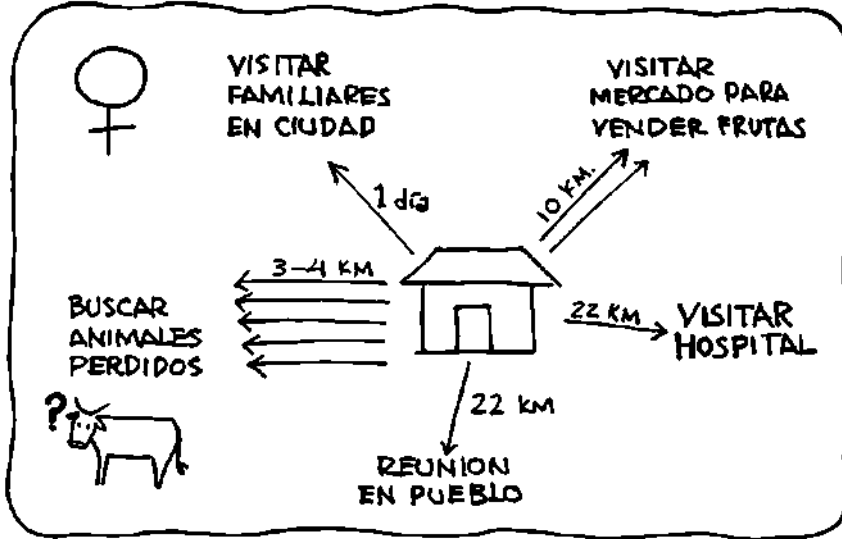 VISITAR
FAMILIARES
EN CIUDAD
VISITAR
MERCADO PARA
VENDER FRUTAS
1 día
10 KM.
3-4 KM
BUSCAR
ANIMALES
PERDIDOS
22 KM
VISITAR
HOSPITAL
?
22 KM
REUNION
EN PUEBLO